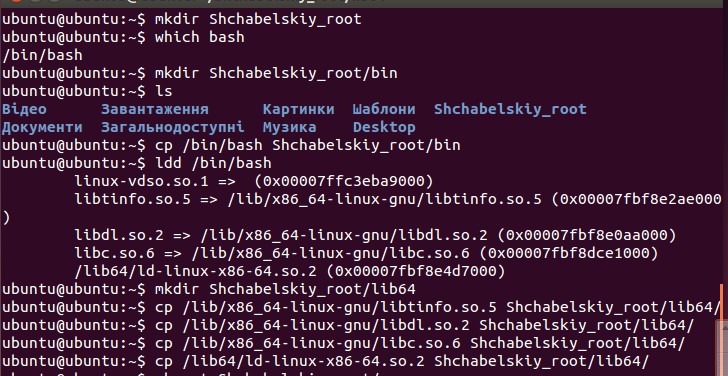 ubuntu@ubuntu:~$ mkdir Shchabelskiy_root
ubuntu@ubuntu:~$ which bash
/bin/bash
ubuntu@ubuntu:~$ mkdir Shchabelskiy_root/bin
ubuntu@ubuntu:~$ ls
Відео Завантаження Картинки Шаблони Shchabelskiy_root
Документи Загальнодоступні Музика Desktop
ubuntu@ubuntu:~$ cp /bin/bash Shchabelskiy_root/bin
ubuntu@ubuntu:~$ ldd /bin/bash
linux-vdso.so.1 => (0x00007ffc3eba9000)
libtinfo.so.5 => /lib/x86_64-linux-gnu/libtinfo.so.5 (0x00007fbf8e2ae000
)
libdl.so.2 => /lib/x86_64-linux-gnu/libdl.so.2 (0x00007fbf8e0aa000)
libc.so.6 => /lib/x86_64-linux-gnu/libc.so.6 (0x00007fbf8dce1000)
/lib64/ld-linux-x86-64.so.2 (0x00007fbf8e4d7000)
ubuntu@ubuntu:~$ mkdir Shchabelskiy_root/lib64
ubuntu@ubuntu:~$ cp /lib/x86_64-linux-gnu/libtinfo.so.5 Shchabelskiy_root/lib64/
ubuntu@ubuntu:~$ cp /lib/x86_64-linux-gnu/libdl.so.2 Shchabelskiy_root/lib64/
ubuntu@ubuntu:~$ cp /lib/x86_64-linux-gnu/libc.so.6 Shchabelskiy_root/lib64/
ubuntu@ubuntu:~$ cp /lib64/ld-linux-x86-64.so.2 Shchabelskiy_root/lib64/